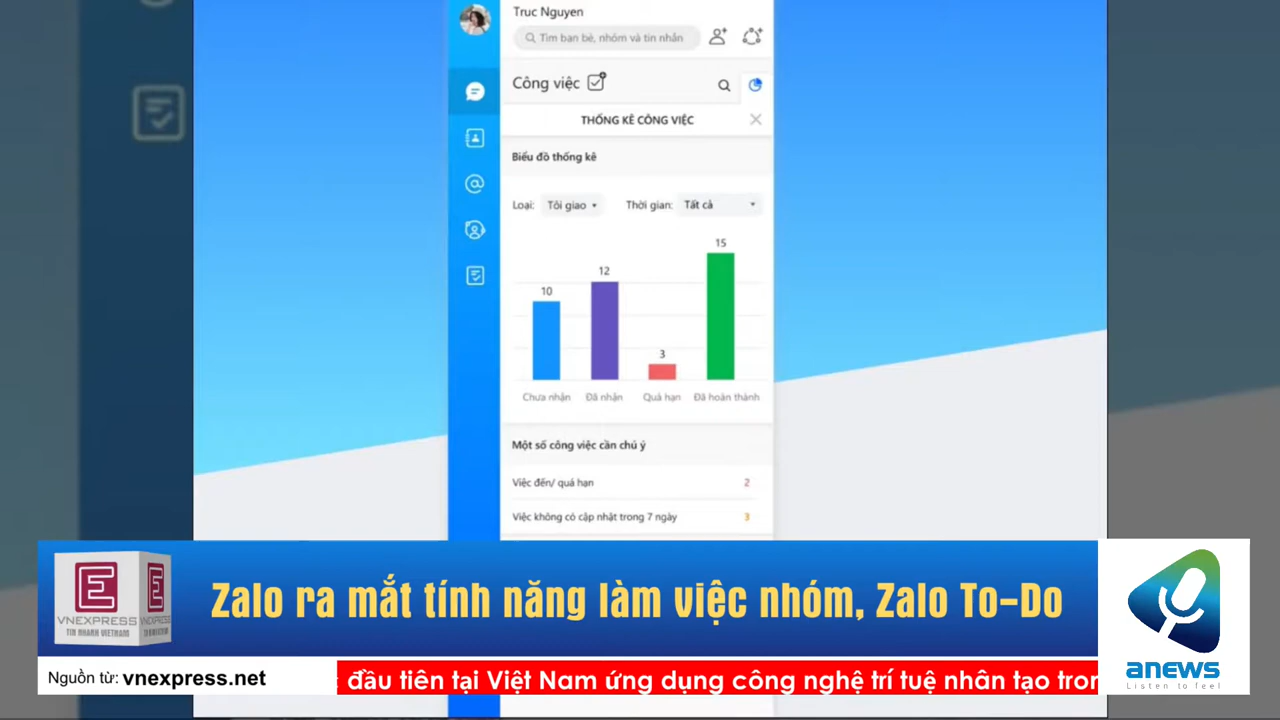 Truc Nguyen
Tìm bạn bè, nhóm và tin nhắn
Công việc
THỐNG KÊ CÔNG VIỆC
Biểu đồ thống kê
Loại: Tôi giao Thời gian: Tất cả
15
12
10
3
Chưa nhận Đã nhận Quá hạn Đã hoàn thành
Một số công việc cần chú ý
Việc đến/ quá hạn 2
Việc không có cập nhật trong 7 ngày 3
E E
VNEXPRESS VNEXPRESS
TIN NHANH VIETNAM
Zalo ra mắt tính năng làm việc nhóm, Zalo To-Do
Nguồn từ: vnexpress.net
đầu tiên tại Việt Nam ứng dụng công nghệ trí tuệ nhân tạo tron
anews
Listen to feel